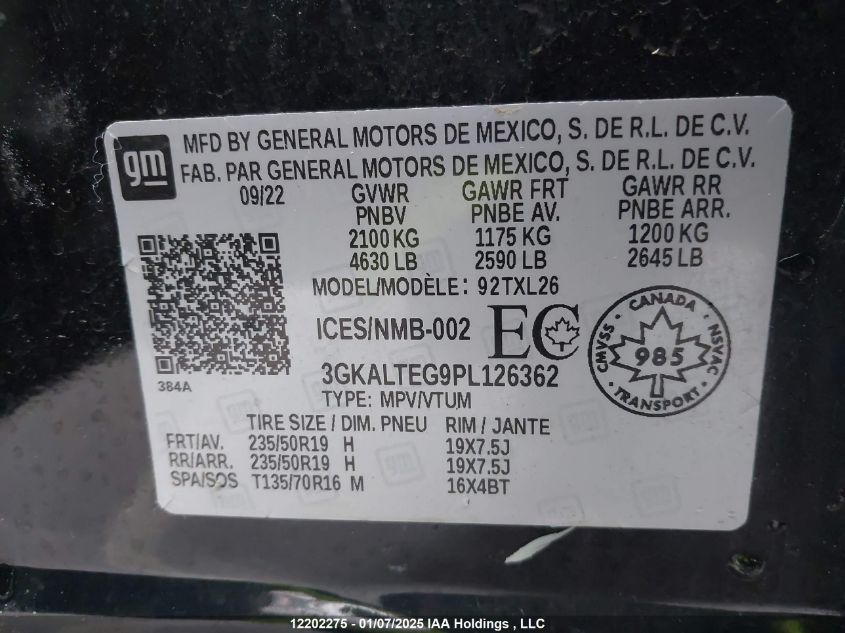 gm
MFD BY GENERAL MOTORS DE MEXICO, S. DE R.L. DE C.V.
FAB. PAR GENERAL MOTORS DE MEXICO, S. DE R.L. DE C.V.
09/22 GVWR GAWR FRT GAWR RR
PNBV PNBE AV. PNBE ARR.
2100 KG 1175 KG 1200 KG
4630 LB 2590 LB 2645 LB
MODEL/MODÈLE: 92TXL26
ICES/NMB-002 EC
CANADA
CMVSS 985 NSVAC
TRANSPORT
3GKALTEG9PL126362
384A
TYPE: MPV/VTUM
TIRE SIZE / DIM. PNEU RIM / JANTE
FRT/AV. 235/50R19 H 19X7.5J
RR/ARR. 235/50R19 H 19X7.5J
SPA/SOS T135/70R16 M 16X4BT
12202275 - 01/07/2025 IAA Holdings , LLC